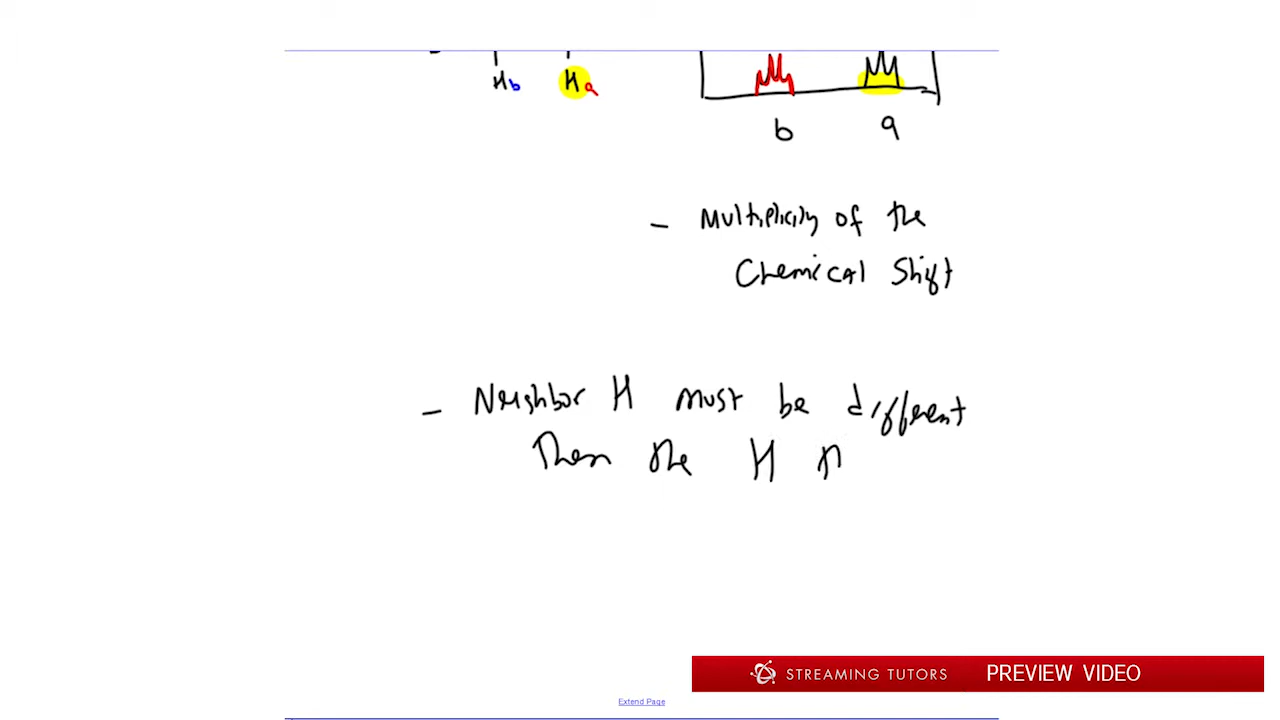 Hb Ha
b a
- Multiplicity of the
Chemical Shift
- Neighbor H must be different
Then the H
STREAMING TUTORS PREVIEW VIDEO
Extend Page